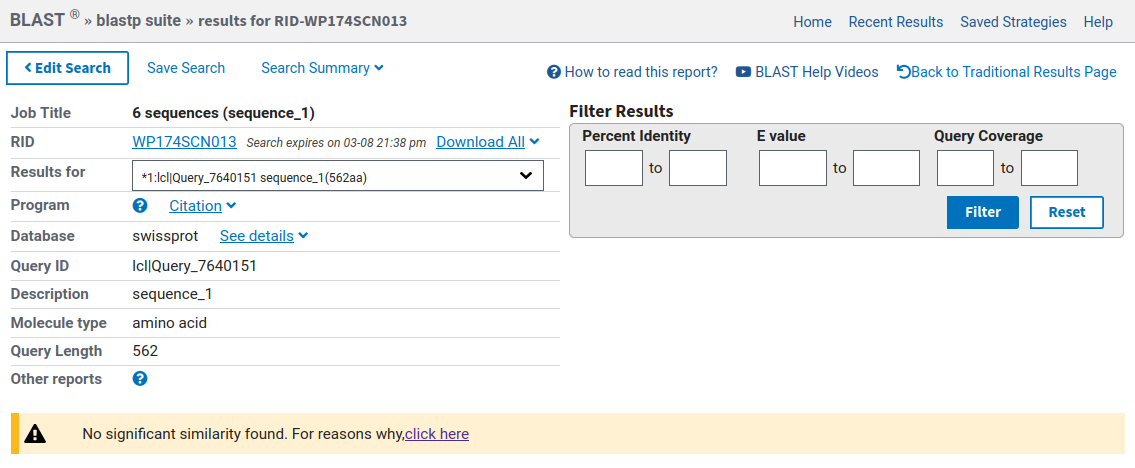 BLAST ® » blastp suite » results for RID-WP174SCN013
Home Recent Results Saved Strategies Help
Edit Search Save Search Search Summary
How to read this report? BLAST Help Videos Back to Traditional Results Page
Job Title 6 sequences (sequence_1)
RID WP174SCN013 Search expires on 03-08 21:38 pm Download All
Results for *1:lcl|Query_7640151 sequence_1(562aa)
Program Citation
Database swissprot See details
Query ID lcl|Query_7640151
Description sequence_1
Molecule type amino acid
Query Length 562
Other reports
Filter Results
Percent Identity E value Query Coverage
to to to
Filter Reset
No significant similarity found. For reasons why,click here